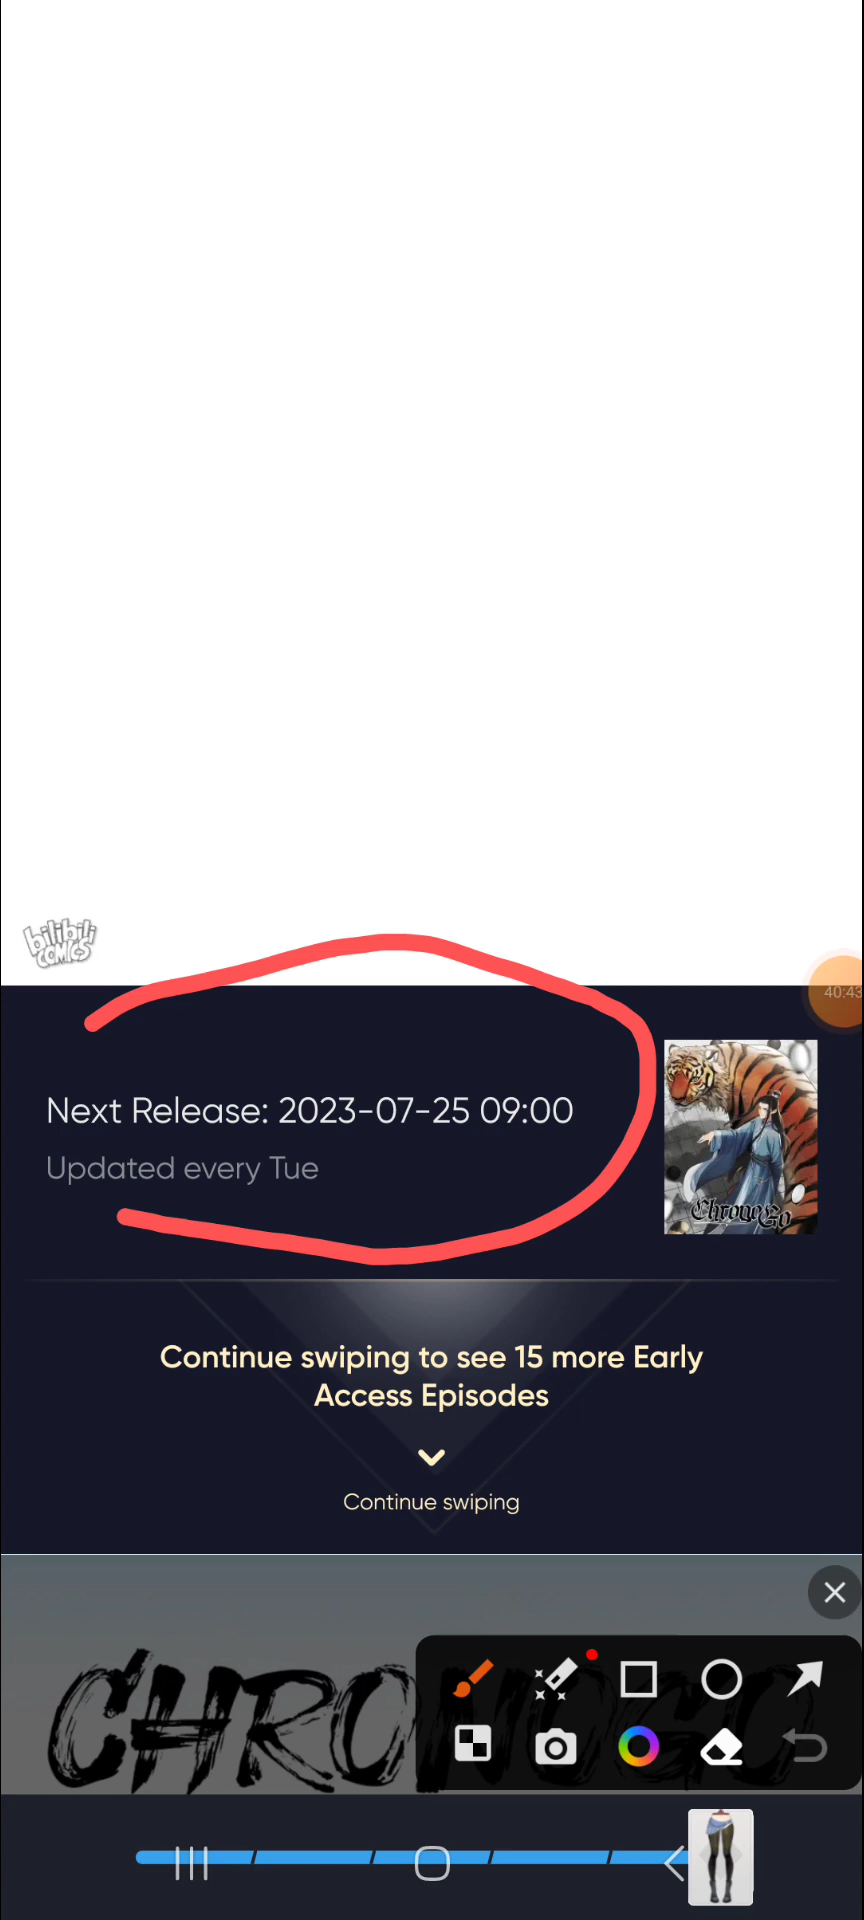 bilibili
COMICS
40:43
Next Release: 2023-07-25 09:00
Updated every Tue
ChronoGo
Continue swiping to see 15 more Early
Access Episodes
Continue swiping
CHRONOGO